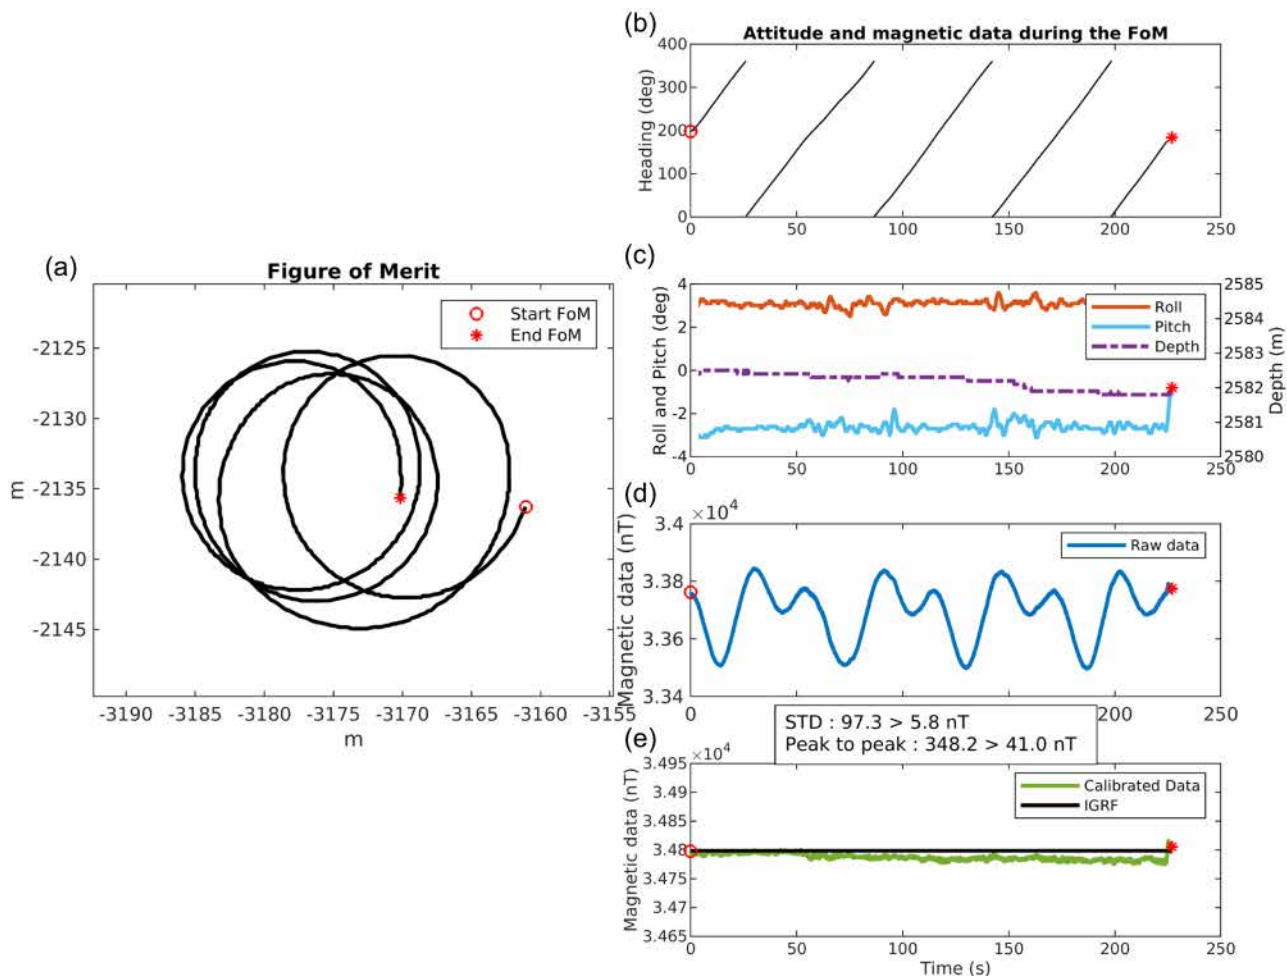 (a)
Figure of Merit
Start FoM
End FoM
-2125
-2130
-2135
-2140
-2145
m
-3190 -3185 -3180 -3175 -3170 -3165 -3160 -3155
m
(b)
Attitude and magnetic data during the FoM
Heading (deg)
400
300
200
100
0
0 50 100 150 200 250
(c)
Roll and Pitch (deg)
4
2
0
-2
-4
Roll
Pitch
Depth
2585
2584
2583
2582
2581
2580
Depth (m)
0 50 100 150 200 250
(d)
Magnetic data (nT)
×10⁴
3.4
3.38
3.36
3.34
Raw data
0 50 100 150 200 250
STD : 97.3 > 5.8 nT
Peak to peak : 348.2 > 41.0 nT
(e)
Magnetic data (nT)
×10⁴
3.495
3.485
3.48
3.475
3.47
3.465
Calibrated Data
IGRF
0 50 100 150 200 250
Time (s)